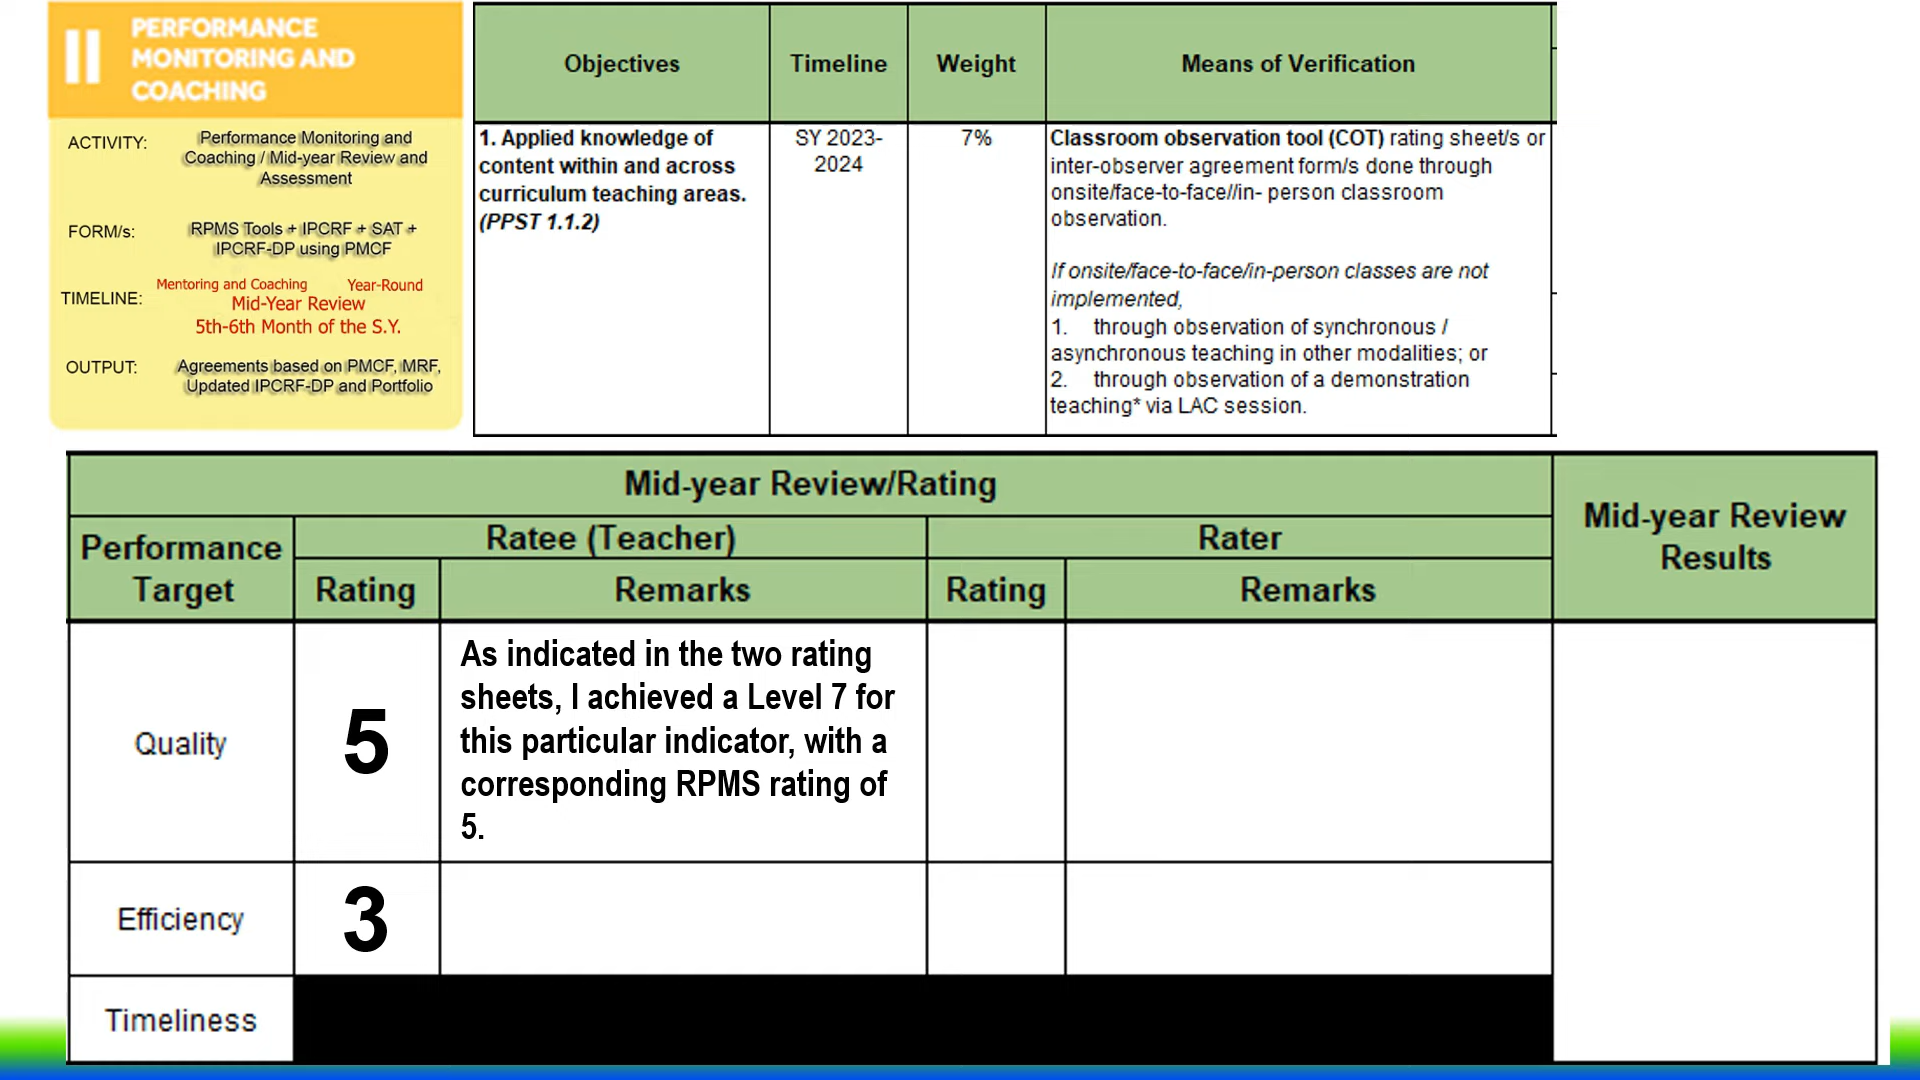 II
PERFORMANCE
MONITORING AND
COACHING
ACTIVITY:
Performance Monitoring and
Coaching / Mid-year Review and
Assessment
FORM/s:
RPMS Tools + IPCRF + SAT +
IPCRF-DP using PMCF
TIMELINE:
Mentoring and Coaching Year-Round
Mid-Year Review
5th-6th Month of the S.Y.
OUTPUT:
Agreements based on PMCF, MRF,
Updated IPCRF-DP and Portfolio
Objectives
Timeline
Weight
Means of Verification
1. Applied knowledge of
content within and across
curriculum teaching areas.
(PPST 1.1.2)
SY 2023-
2024
7%
Classroom observation tool (COT) rating sheet/s or
inter-observer agreement form/s done through
onsite/face-to-face//in- person classroom
observation.
If onsite/face-to-face/in-person classes are not
implemented,
1. through observation of synchronous /
asynchronous teaching in other modalities; or
2. through observation of a demonstration
teaching* via LAC session.
Mid-year Review/Rating
Mid-year Review
Results
Performance
Target
Ratee (Teacher)
Rater
Rating
Remarks
Rating
Remarks
Quality
5
As indicated in the two rating
sheets, I achieved a Level 7 for
this particular indicator, with a
corresponding RPMS rating of
5.
Efficiency
3
Timeliness